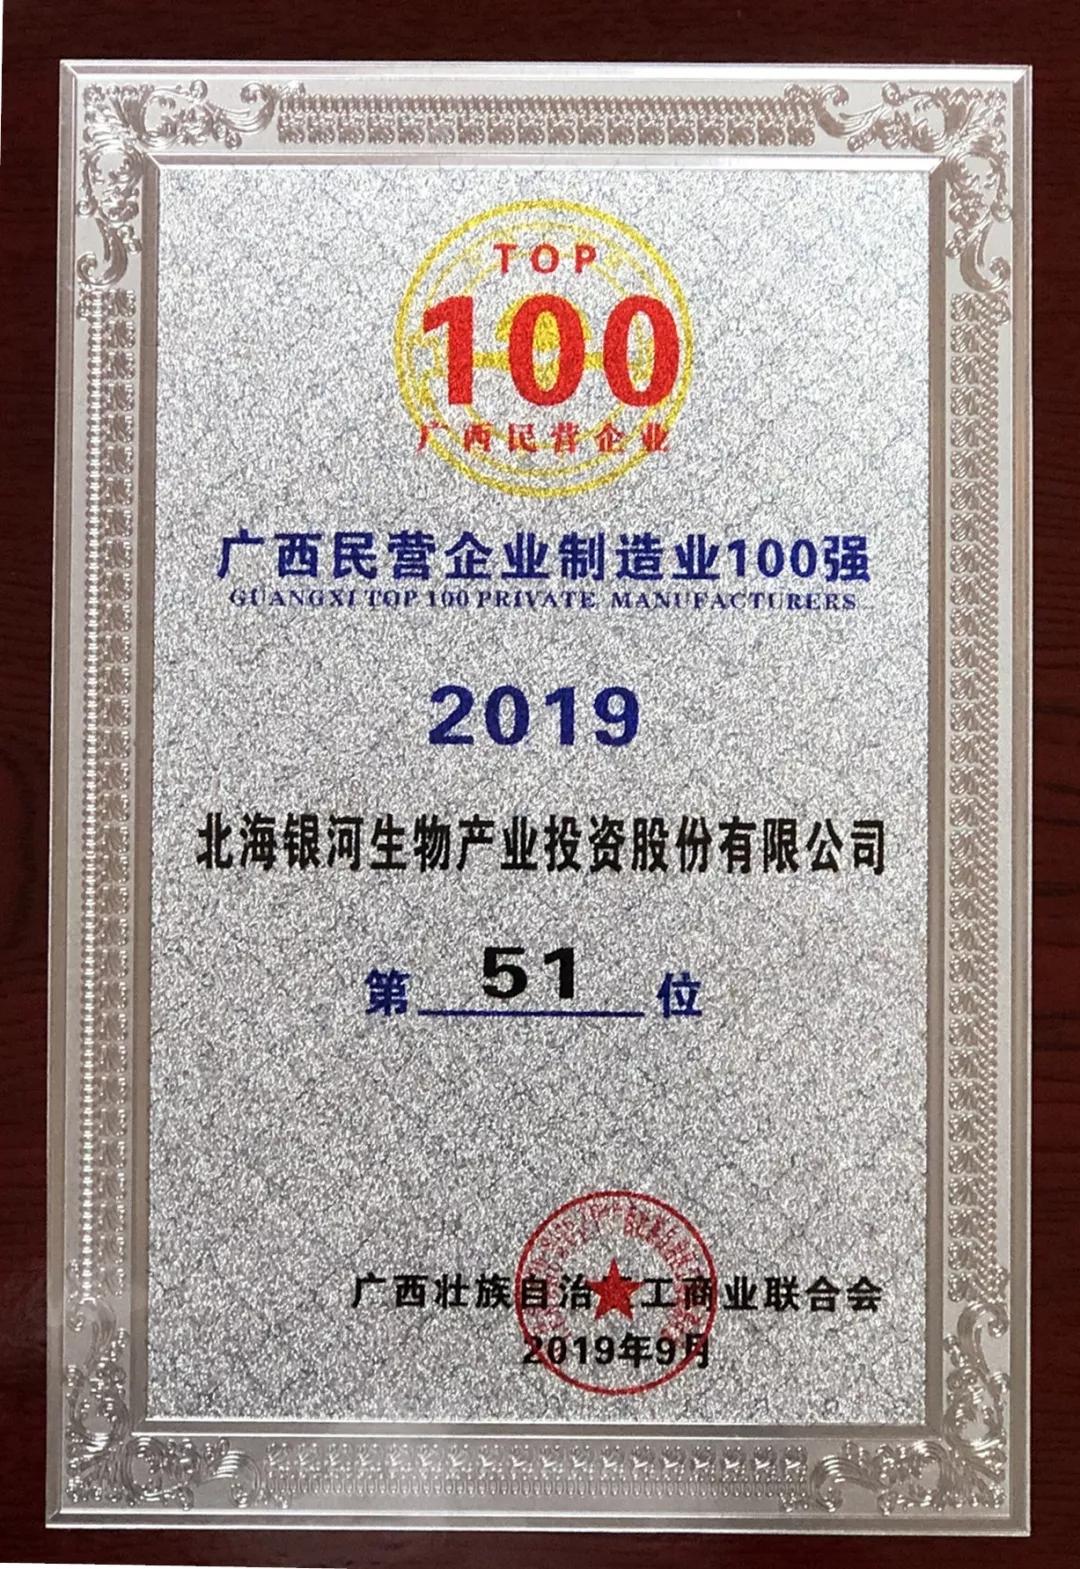 TOP
100
广西民营企业
广西民营企业制造业100强
GUANGXI TOP 100 PRIVATE MANUFACTURERS
2019
北海银河生物产业投资股份有限公司
第 51 位
广西壮族自治区工商业联合会
2019年9月